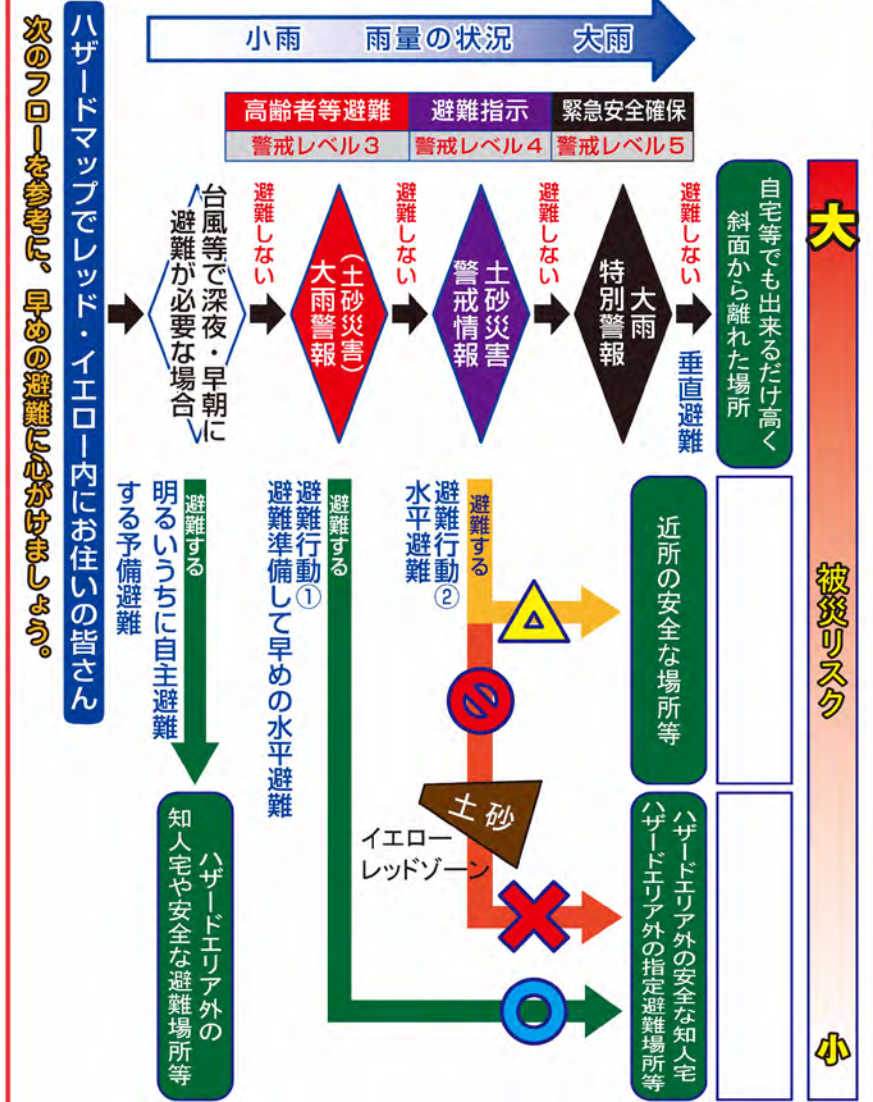 小雨 雨量の状況 大雨
高齢者等避難 避難指示 緊急安全確保
警戒レベル3 警戒レベル4 警戒レベル5
ハザードマップでレッド・イエロー内にお住いの皆さん
次のフローを参考に、早めの避難に心がけましょう。
台風等で深夜・早朝に
避難が必要な場合
避難しない
大雨警報
(土砂災害)
避難しない
土砂災害
警戒情報
避難しない
大雨
特別警報
避難しない
垂直避難
自宅等でも出来るだけ高く
斜面から離れた場所
避難する
明るいうちに自主避難
する予備避難
ハザードエリア外の
知人宅や安全な避難場所等
避難する
避難行動①
避難準備して早めの水平避難
避難する
避難行動②
水平避難
近所の安全な場所等
土砂
イエロー
レッドゾーン
ハザードエリア外の安全な知人宅
ハザードエリア外の指定避難場所等
大
被災リスク
小